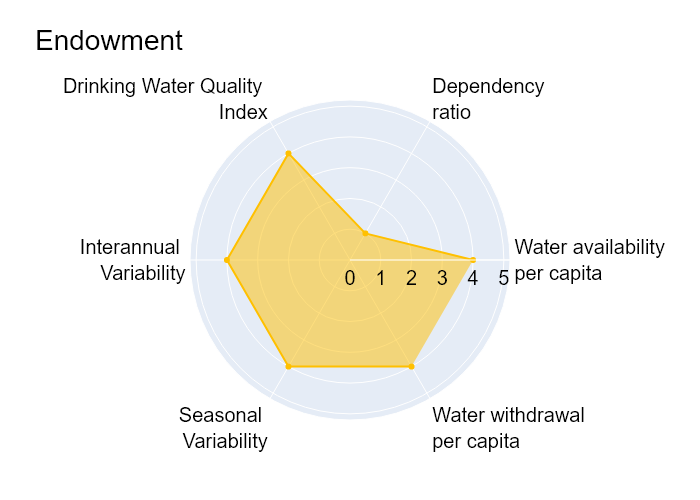 Endowment
Drinking Water Quality
Index
Dependency
ratio
Interannual
Variability
Water availability
per capita
0 1 2 3 4 5
Seasonal
Variability
Water withdrawal
per capita